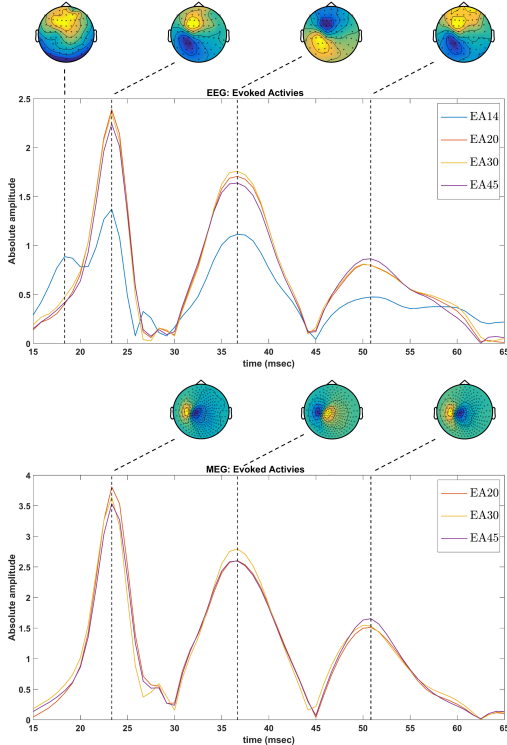 EEG: Evoked Activies
Absolute amplitude
2.5
2
1.5
1
0.5
0
EA14
EA20
EA30
EA45
15 20 25 30 35 40 45 50 55 60 65
time (msec)
MEG: Evoked Activies
Absolute amplitude
4
3.5
3
2.5
2
1.5
1
0.5
0
EA20
EA30
EA45
15 20 25 30 35 40 45 50 55 60 65
time (msec)